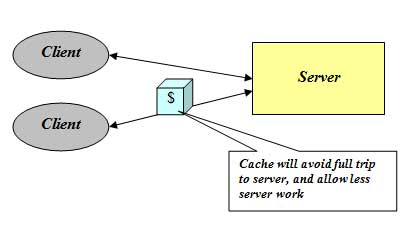 Client
Server
Client
$
Cache will avoid full trip
to server, and allow less
server work